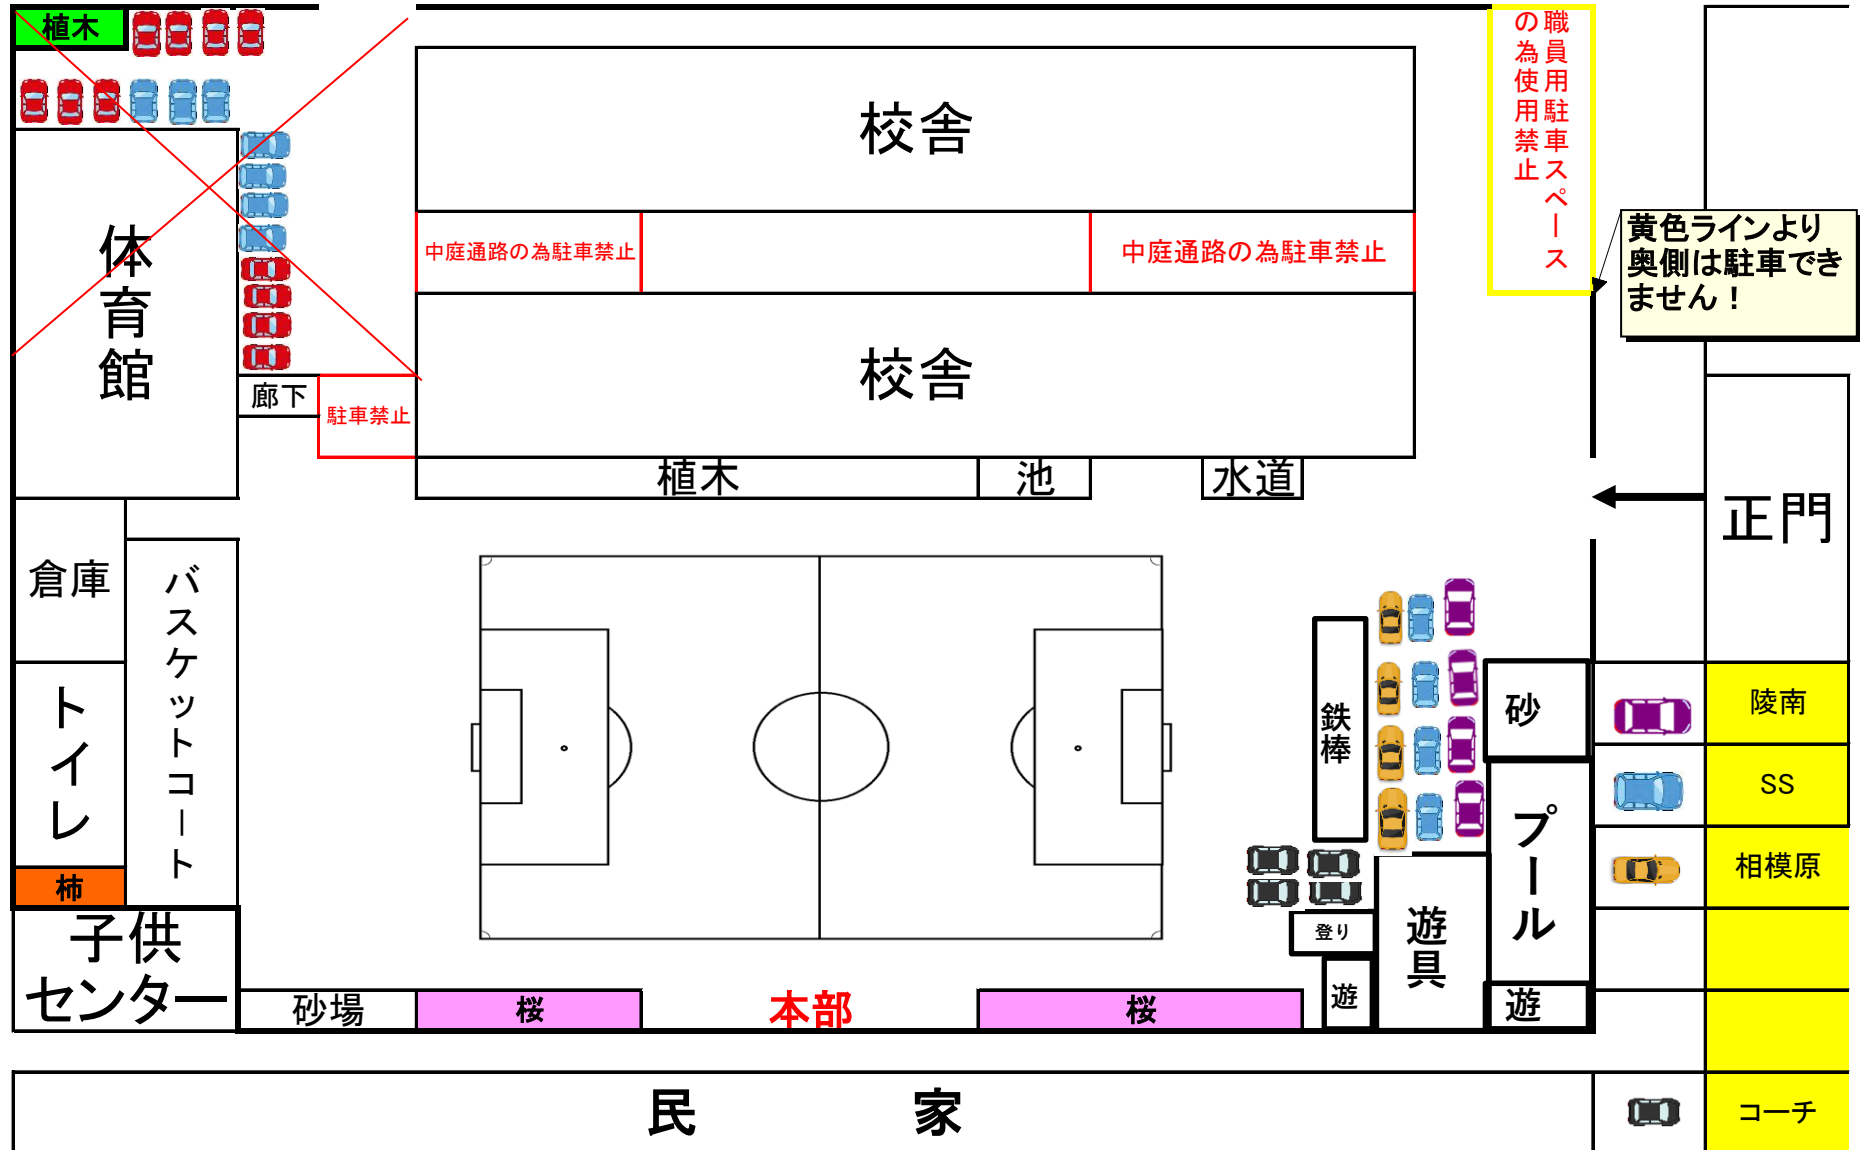 植木
職員用駐車スペース
の為使用禁止
校舎
黄色ラインより
奥側は駐車でき
ません！
体育館
中庭通路の為駐車禁止
中庭通路の為駐車禁止
校舎
廊下
駐車禁止
植木
池
水道
正門
倉庫
バスケットコート
トイレ
鉄棒
砂
陵南
SS
プール
相模原
柿
子供
センター
登り
遊具
遊
遊
砂場
桜
本部
桜
民家
コーチ